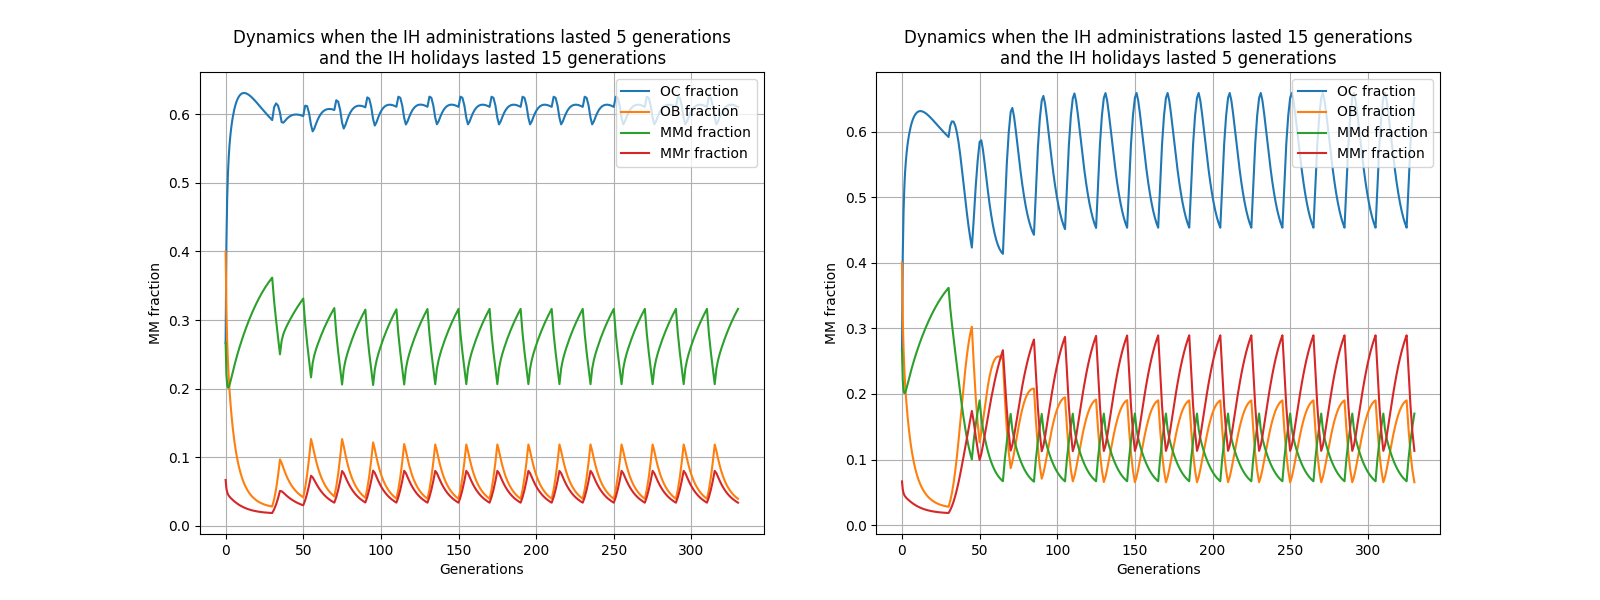 Dynamics when the IH administrations lasted 5 generations
and the IH holidays lasted 15 generations
OC fraction
OB fraction
MMd fraction
MMr fraction
0.6
0.5
0.4
0.3
0.2
0.1
0.0
MM fraction
0 50 100 150 200 250 300
Generations
Dynamics when the IH administrations lasted 15 generations
and the IH holidays lasted 5 generations
OC fraction
OB fraction
MMd fraction
MMr fraction
0.6
0.5
0.4
0.3
0.2
0.1
0.0
MM fraction
0 50 100 150 200 250 300
Generations